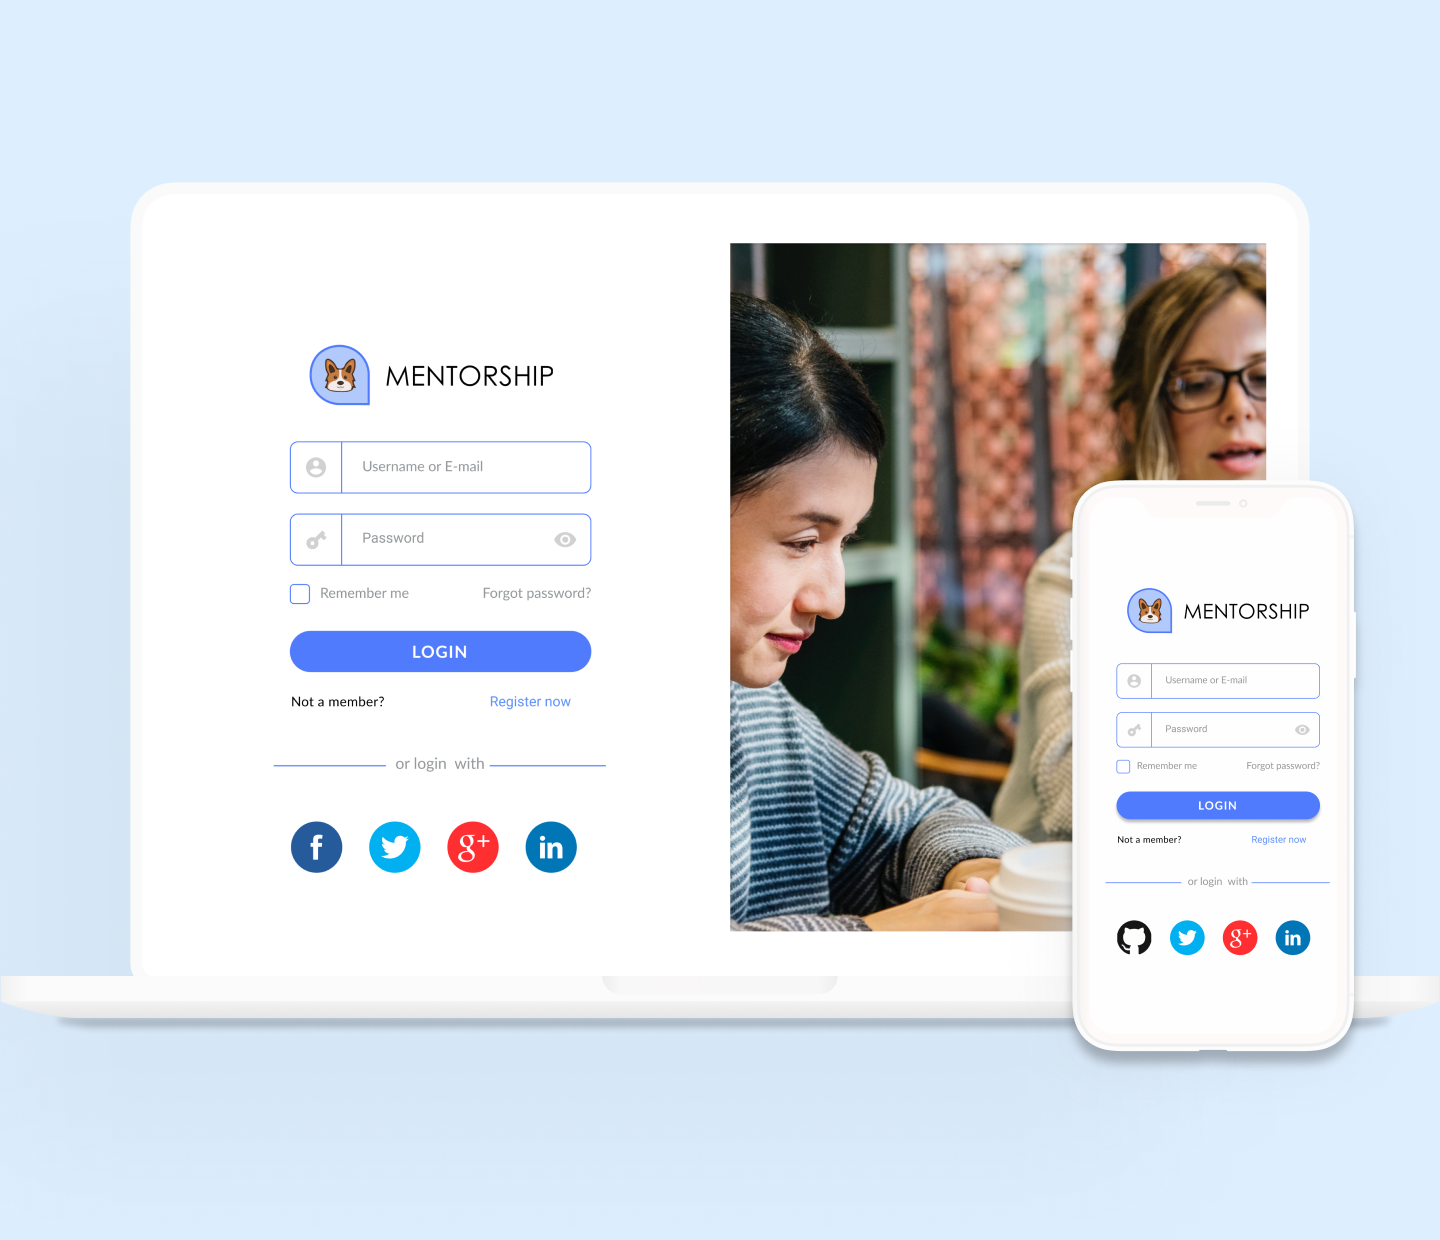 MENTORSHIP
Username or E-mail
Password
Remember me Forgot password?
LOGIN
Not a member? Register now
or login with
f g+ in
MENTORSHIP
Username or E-mail
Password
Remember me Forgot password?
LOGIN
Not a member? Register now
or login with
g+ in